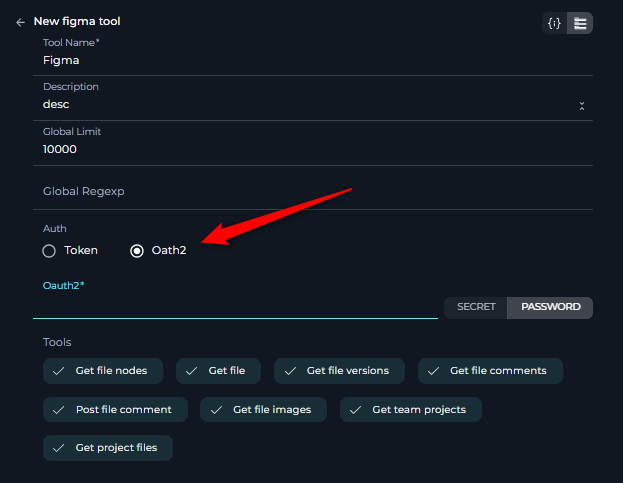 New figma tool
{i}
Tool Name*
Figma
Description
desc
Global Limit
10000
Global Regexp
Auth
Token Oath2
Oauth2*
SECRET PASSWORD
Tools
Get file nodes Get file Get file versions Get file comments
Post file comment Get file images Get team projects
Get project files